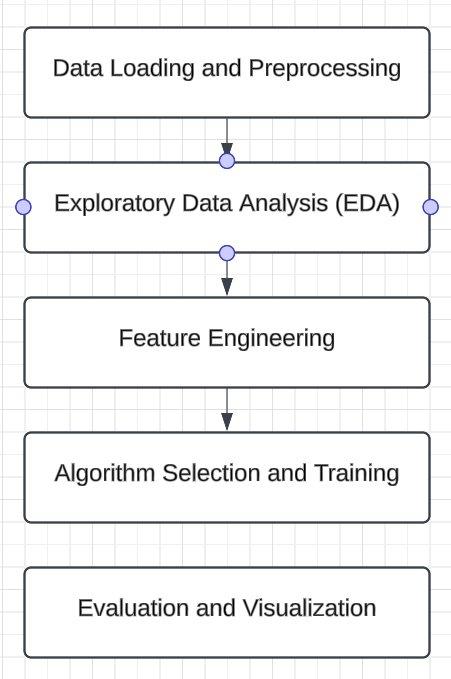 Data Loading and Preprocessing
Exploratory Data Analysis (EDA)
Feature Engineering
Algorithm Selection and Training
Evaluation and Visualization